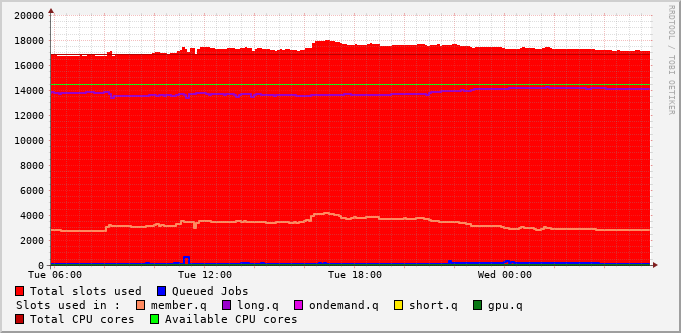 RRDTOOL / TOBI OETIKER
20000
18000
16000
14000
12000
10000
8000
6000
4000
2000
0
Tue 06:00 Tue 12:00 Tue 18:00 Wed 00:00
Total slots used Queued Jobs
Slots used in : member.q long.q ondemand.q short.q gpu.q
Total CPU cores Available CPU cores